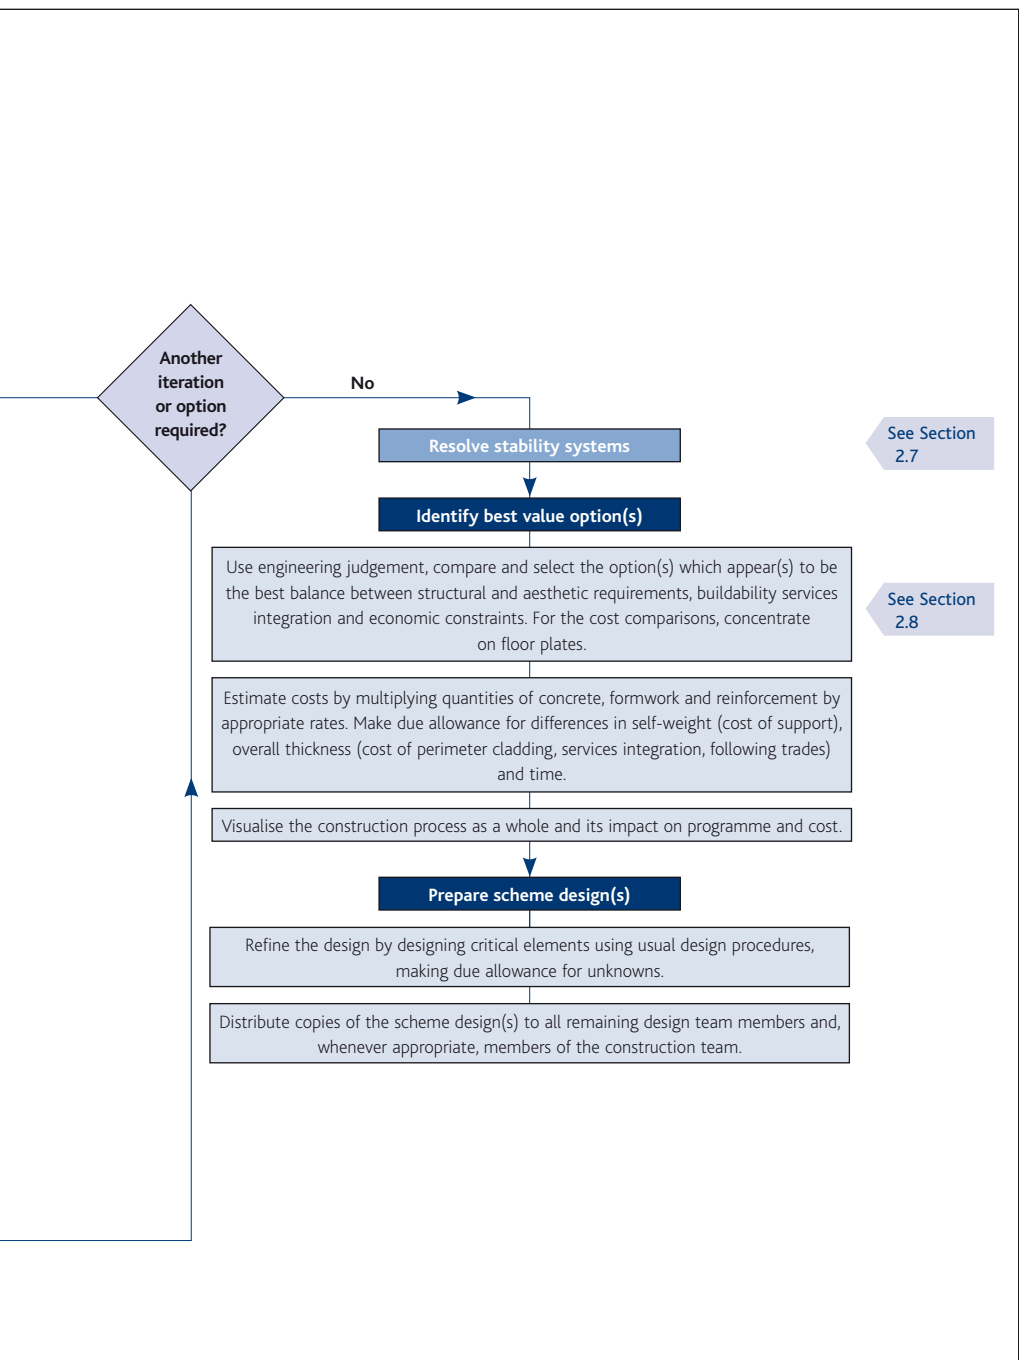 Another
iteration
or option
required?
No
Resolve stability systems
See Section
2.7
Identify best value option(s)
Use engineering judgement, compare and select the option(s) which appear(s) to be
the best balance between structural and aesthetic requirements, buildability services
integration and economic constraints. For the cost comparisons, concentrate
on floor plates.
See Section
2.8
Estimate costs by multiplying quantities of concrete, formwork and reinforcement by
appropriate rates. Make due allowance for differences in self-weight (cost of support),
overall thickness (cost of perimeter cladding, services integration, following trades)
and time.
Visualise the construction process as a whole and its impact on programme and cost.
Prepare scheme design(s)
Refine the design by designing critical elements using usual design procedures,
making due allowance for unknowns.
Distribute copies of the scheme design(s) to all remaining design team members and,
whenever appropriate, members of the construction team.